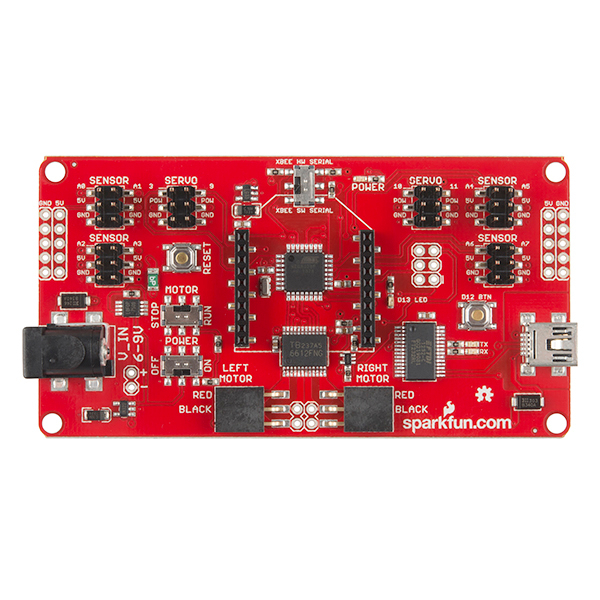 XBEE HW SERIAL
POWER
XBEE SW SERIAL
A0 SENSOR A1
5V 5V
GND GND
3 SERVO 9
POW POW
GND GND
10 SERVO 11
POW POW
GND GND
A4 SENSOR A5
5V 5V
GND GND
GND 5V
GND 5V
A2 SENSOR A3
5V 5V
GND GND
A6 SENSOR A7
5V 5V
GND GND
RESET
MOTOR
STOP RUN
POWER
OFF ON
V_IN
6-9V
D13 LED
D12 BTN
TX
RX
6612FNG
LEFT
MOTOR
RIGHT
MOTOR
RED
BLACK
RED
BLACK
sparkfun.com